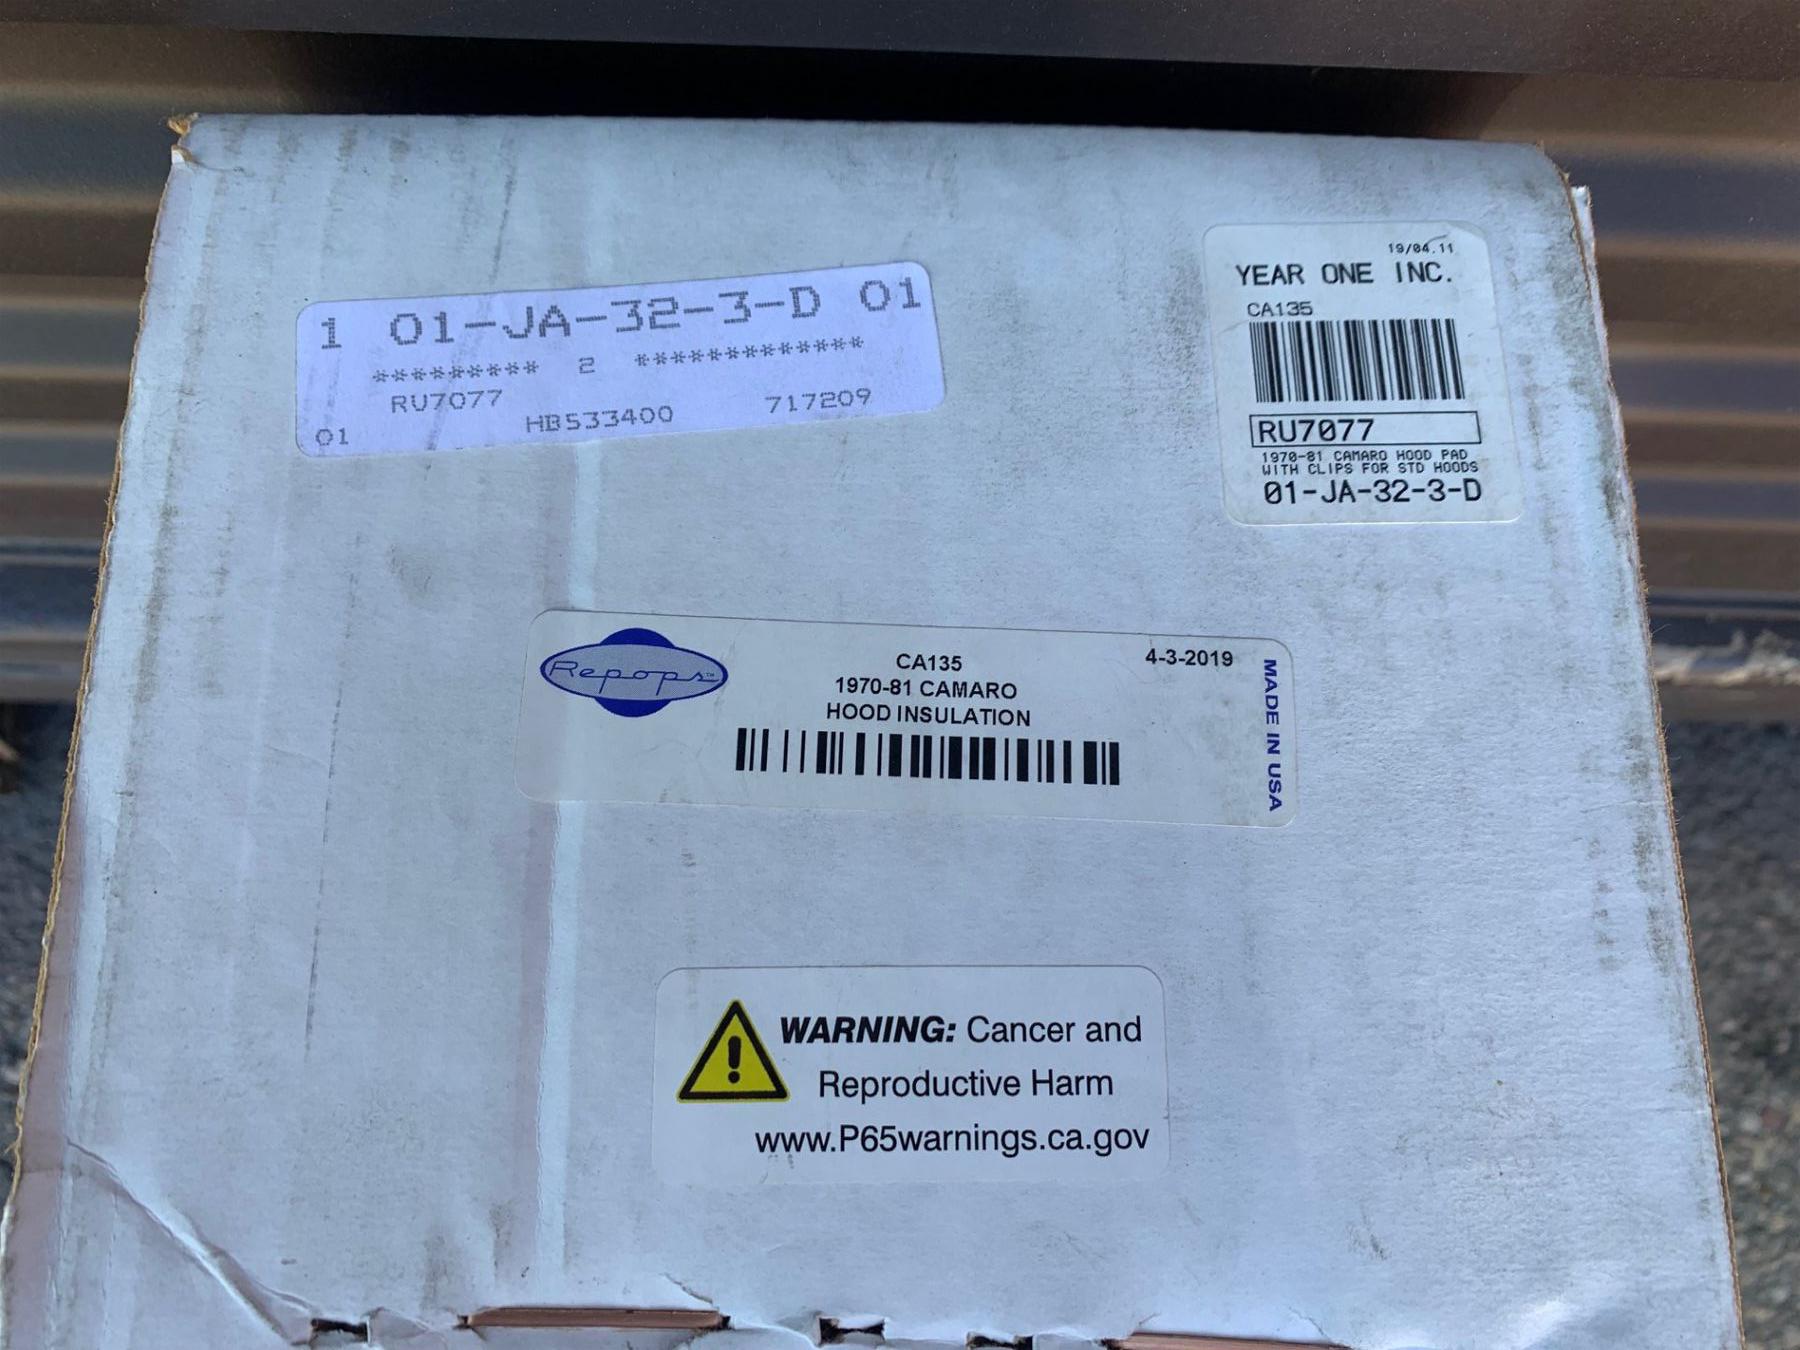 1 01-JA-32-3-D 01
********* 2 *************
RU7077
01 HB533400 717209
19/04.11
YEAR ONE INC.
CA135
RU7077
1970-81 CAMARO HOOD PAD
WITH CLIPS FOR STD HOODS
01-JA-32-3-D
Repops™
CA135
4-3-2019
1970-81 CAMARO
HOOD INSULATION
MADE IN USA
WARNING: Cancer and
Reproductive Harm
www.P65warnings.ca.gov